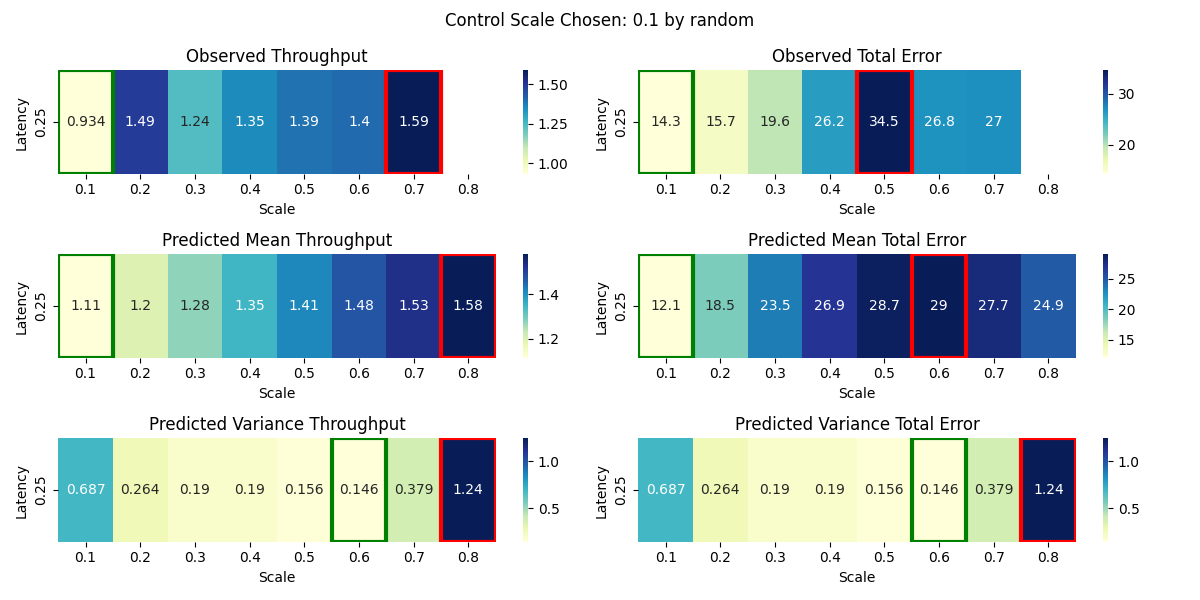 Control Scale Chosen: 0.1 by random
Observed Throughput
Latency
0.25
0.934 1.49 1.24 1.35 1.39 1.4 1.59
0.1 0.2 0.3 0.4 0.5 0.6 0.7 0.8
Scale
1.50
1.25
1.00
Observed Total Error
Latency
0.25
14.3 15.7 19.6 26.2 34.5 26.8 27
0.1 0.2 0.3 0.4 0.5 0.6 0.7 0.8
Scale
30
20
Predicted Mean Throughput
Latency
0.25
1.11 1.2 1.28 1.35 1.41 1.48 1.53 1.58
0.1 0.2 0.3 0.4 0.5 0.6 0.7 0.8
Scale
1.4
1.2
Predicted Mean Total Error
Latency
0.25
12.1 18.5 23.5 26.9 28.7 29 27.7 24.9
0.1 0.2 0.3 0.4 0.5 0.6 0.7 0.8
Scale
25
20
15
Predicted Variance Throughput
Latency
0.25
0.687 0.264 0.19 0.19 0.156 0.146 0.379 1.24
0.1 0.2 0.3 0.4 0.5 0.6 0.7 0.8
Scale
1.0
0.5
Predicted Variance Total Error
Latency
0.25
0.687 0.264 0.19 0.19 0.156 0.146 0.379 1.24
0.1 0.2 0.3 0.4 0.5 0.6 0.7 0.8
Scale
1.0
0.5